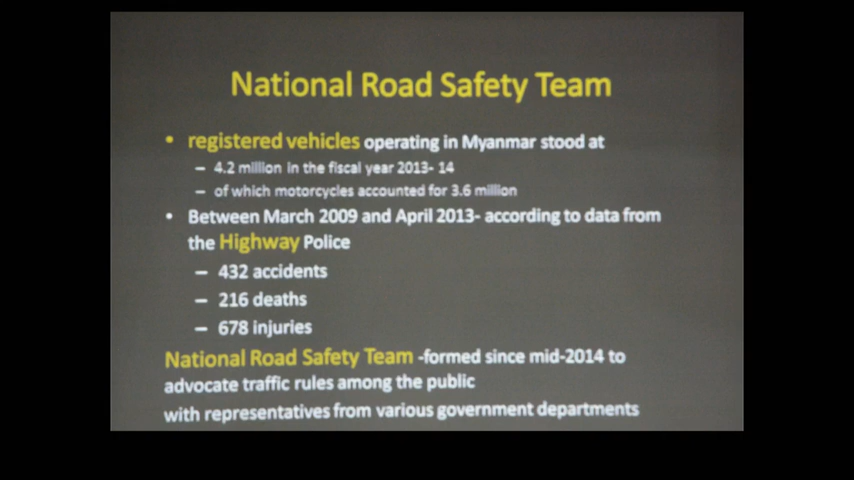 National Road Safety Team
• registered vehicles operating in Myanmar stood at
– 4.2 million in the fiscal year 2013- 14
– of which motorcycles accounted for 3.6 million
• Between March 2009 and April 2013- according to data from
the Highway Police
– 432 accidents
– 216 deaths
– 678 injuries
National Road Safety Team -formed since mid-2014 to
advocate traffic rules among the public
with representatives from various government departments